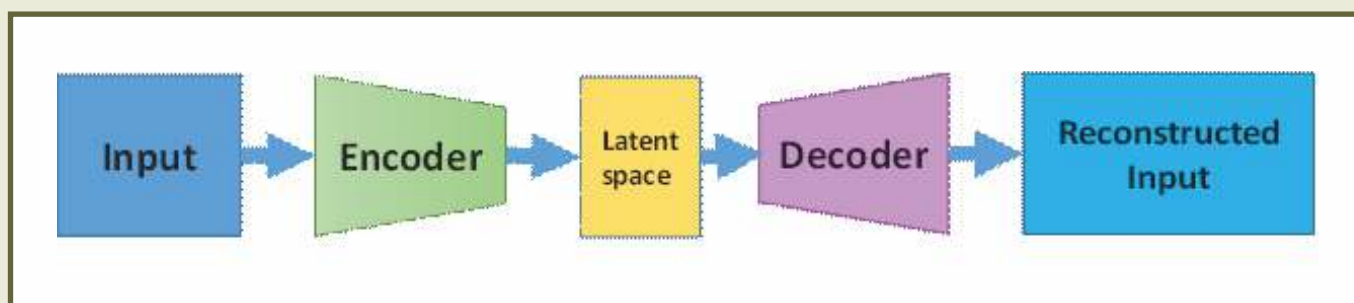 Input
Encoder
Latent
space
Decoder
Reconstructed
Input